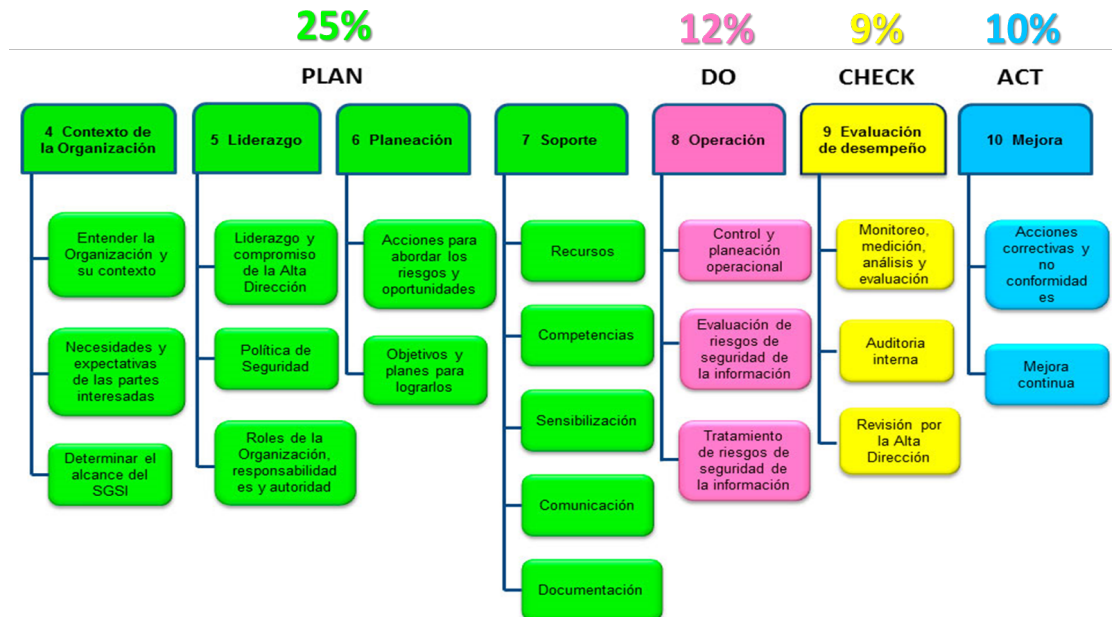 25%
12%
9%
10%
PLAN
DO
CHECK
ACT
4 Contexto de
la Organización
5 Liderazgo
6 Planeación
7 Soporte
8 Operación
9 Evaluación
de desempeño
10 Mejora
Entender la
Organización y
su contexto
Necesidades y
expectativas
de las partes
interesadas
Determinar el
alcance del
SGSI
Liderazgo y
compromiso
de la Alta
Dirección
Política de
Seguridad
Roles de la
Organización,
responsabilidad
es y autoridad
Acciones para
abordar los
riesgos y
oportunidades
Objetivos y
planes para
lograrlos
Recursos
Competencias
Sensibilización
Comunicación
Documentación
Control y
planeación
operacional
Evaluación de
riesgos de
seguridad de
la información
Tratamiento
de riesgos de
seguridad de
la información
Monitoreo,
medición,
análisis y
evaluación
Auditoria
interna
Revisión por
la Alta
Dirección
Acciones
correctivas y
no
conformidad
es
Mejora
continua